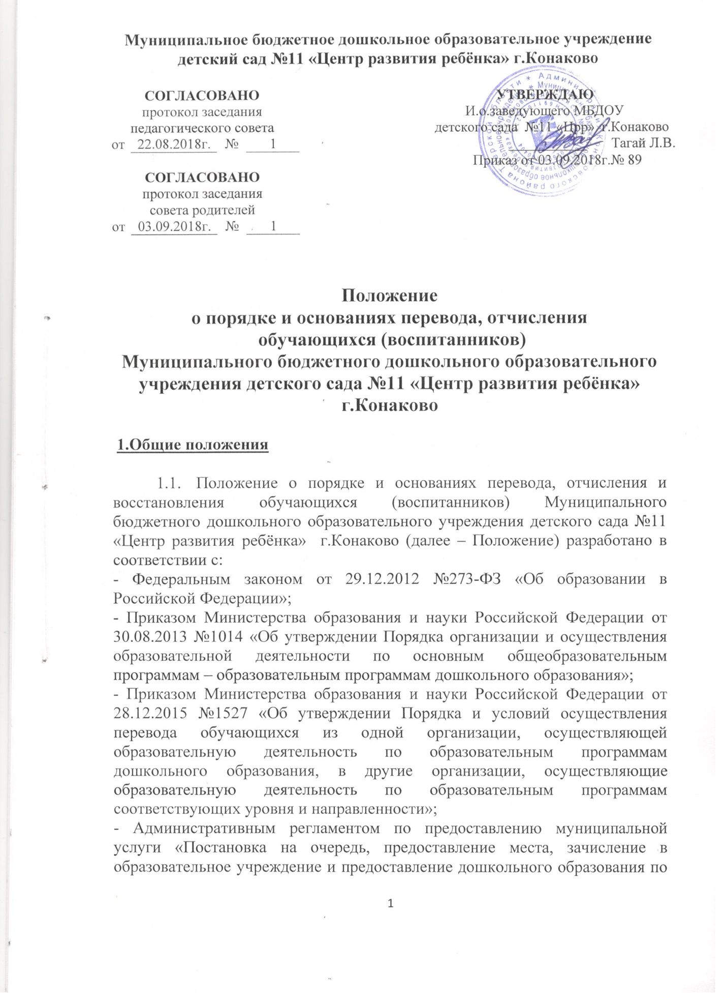 Муниципальное бюджетное дошкольное образовательное учреждение
детский сад №11 «Центр развития ребёнка» г.Конаково
СОГЛАСОВАНО
протокол заседания
педагогического совета
от 22.08.2018г. № 1
СОГЛАСОВАНО
протокол заседания
совета родителей
от 03.09.2018г. № 1
УТВЕРЖДАЮ
И.о.заведующего МБДОУ
детского сада №11 «Црр» г.Конаково
Тагай Л.В.
Приказ от 03.09.2018г.№ 89
Положение
о порядке и основаниях перевода, отчисления
обучающихся (воспитанников)
Муниципального бюджетного дошкольного образовательного
учреждения детского сада №11 «Центр развития ребёнка»
г.Конаково
1.Общие положения
1.1. Положение о порядке и основаниях перевода, отчисления и
восстановления обучающихся (воспитанников) Муниципального
бюджетного дошкольного образовательного учреждения детского сада №11
«Центр развития ребёнка» г.Конаково (далее – Положение) разработано в
соответствии с:
- Федеральным законом от 29.12.2012 №273-ФЗ «Об образовании в
Российской Федерации»;
- Приказом Министерства образования и науки Российской Федерации от
30.08.2013 №1014 «Об утверждении Порядка организации и осуществления
образовательной деятельности по основным общеобразовательным
программам – образовательным программам дошкольного образования»;
- Приказом Министерства образования и науки Российской Федерации от
28.12.2015 №1527 «Об утверждении Порядка и условий осуществления
перевода обучающихся из одной организации, осуществляющей
образовательную деятельность по образовательным программам
дошкольного образования, в другие организации, осуществляющие
образовательную деятельность по образовательным программам
соответствующих уровня и направленности»;
- Административным регламентом по предоставлению муниципальной
услуги «Постановка на очередь, предоставление места, зачисление в
образовательное учреждение и предоставление дошкольного образования по
1